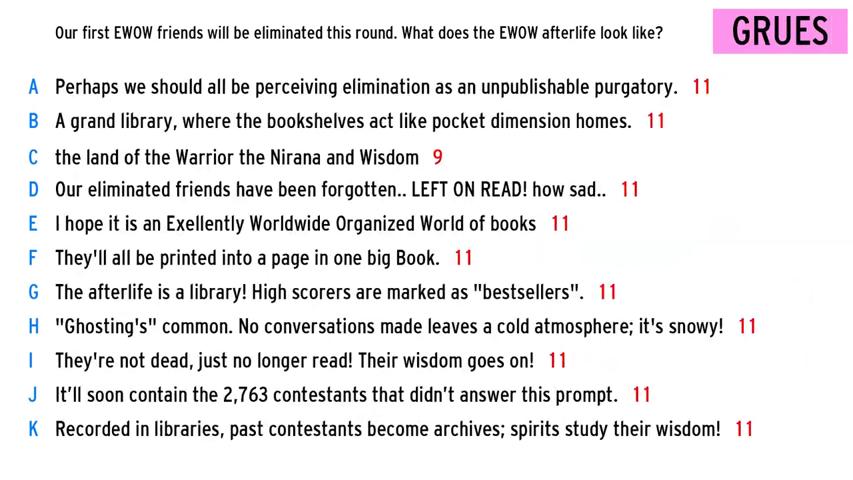 Our first EWOW friends will be eliminated this round. What does the EWOW afterlife look like?
GRUES
A Perhaps we should all be perceiving elimination as an unpublishable purgatory. 11
B A grand library, where the bookshelves act like pocket dimension homes. 11
C the land of the Warrior the Nirana and Wisdom 9
D Our eliminated friends have been forgotten.. LEFT ON READ! how sad.. 11
E I hope it is an Exellently Worldwide Organized World of books 11
F They'll all be printed into a page in one big Book. 11
G The afterlife is a library! High scorers are marked as "bestsellers". 11
H "Ghosting's" common. No conversations made leaves a cold atmosphere; it's snowy! 11
I They're not dead, just no longer read! Their wisdom goes on! 11
J It’ll soon contain the 2,763 contestants that didn’t answer this prompt. 11
K Recorded in libraries, past contestants become archives; spirits study their wisdom! 11